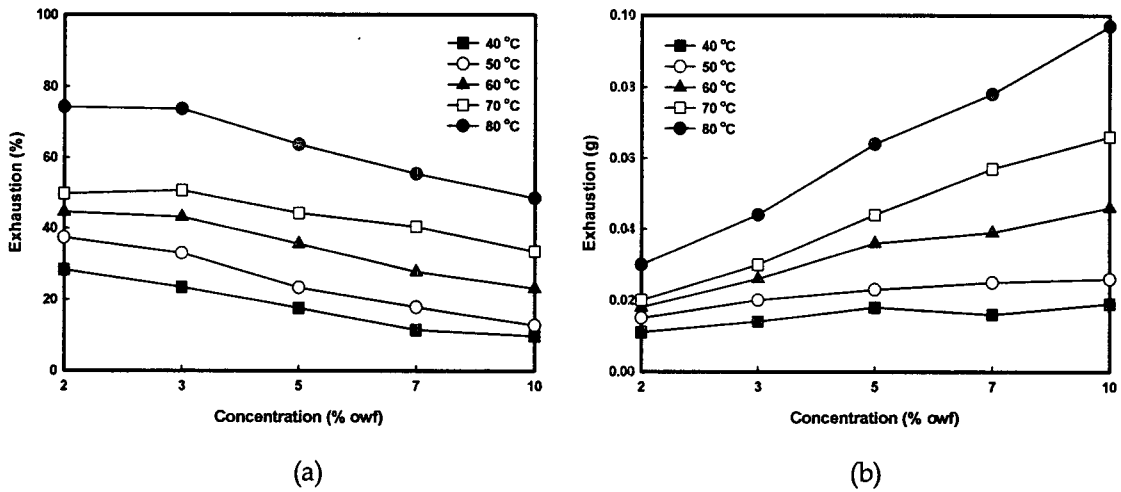 100
80
60
40
20
0
Exhaustion (%)
2 3 5 7 10
Concentration (% owf)
40 °C
50 °C
60 °C
70 °C
80 °C
(a)
0.10
0.03
0.03
0.04
0.02
0.00
Exhaustion (g)
2 3 5 7 10
Concentration (% owf)
40 °C
50 °C
60 °C
70 °C
80 °C
(b)